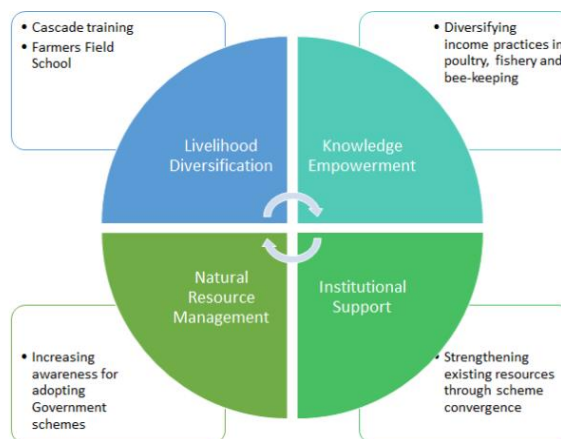 • Cascade training
• Farmers Field
School
• Diversifying
income practices in
poultry, fishery and
bee-keeping
Livelihood
Diversification
Knowledge
Empowerment
Natural
Resource
Management
Institutional
Support
• Increasing
awareness for
adopting
Government
schemes
• Strengthening
existing resources
through scheme
convergence